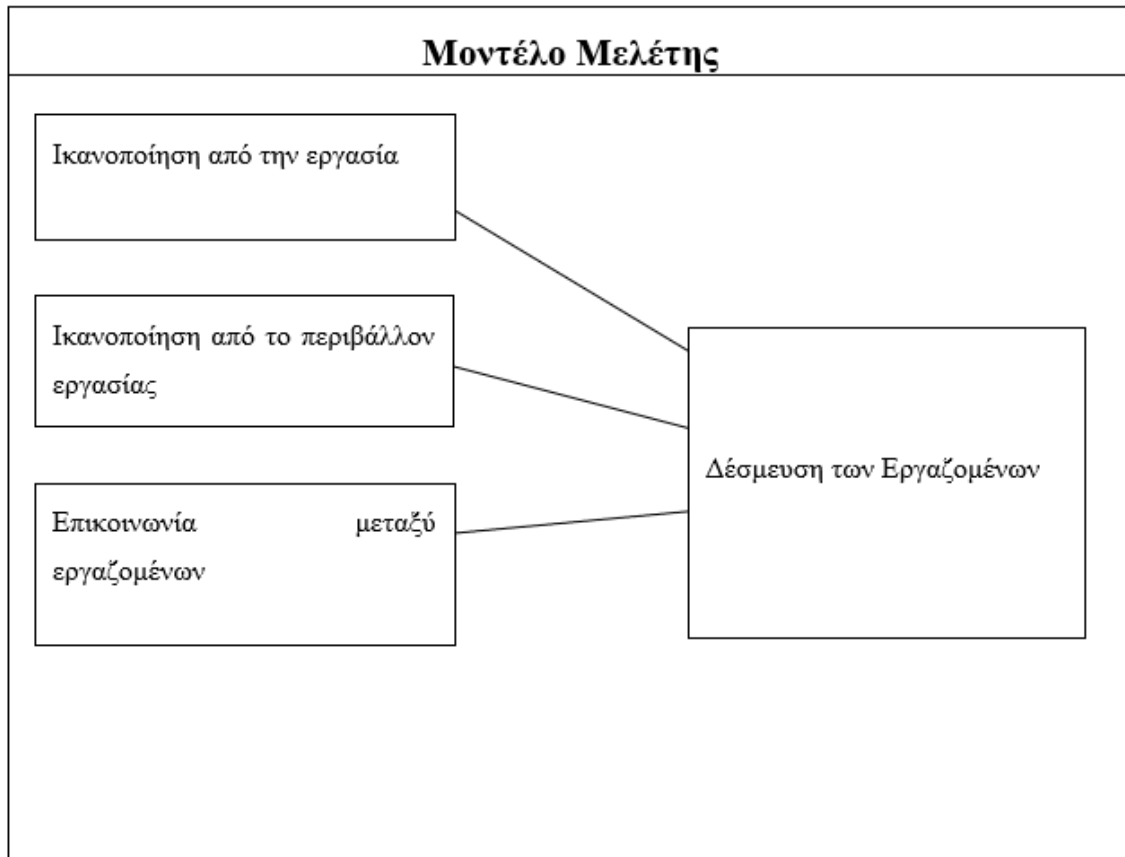 Μοντέλο Μελέτης
Ικανοποίηση από την εργασία
Ικανοποίηση από το περιβάλλον
εργασίας
Δέσμευση των Εργαζομένων
Επικοινωνία μεταξύ
εργαζομένων